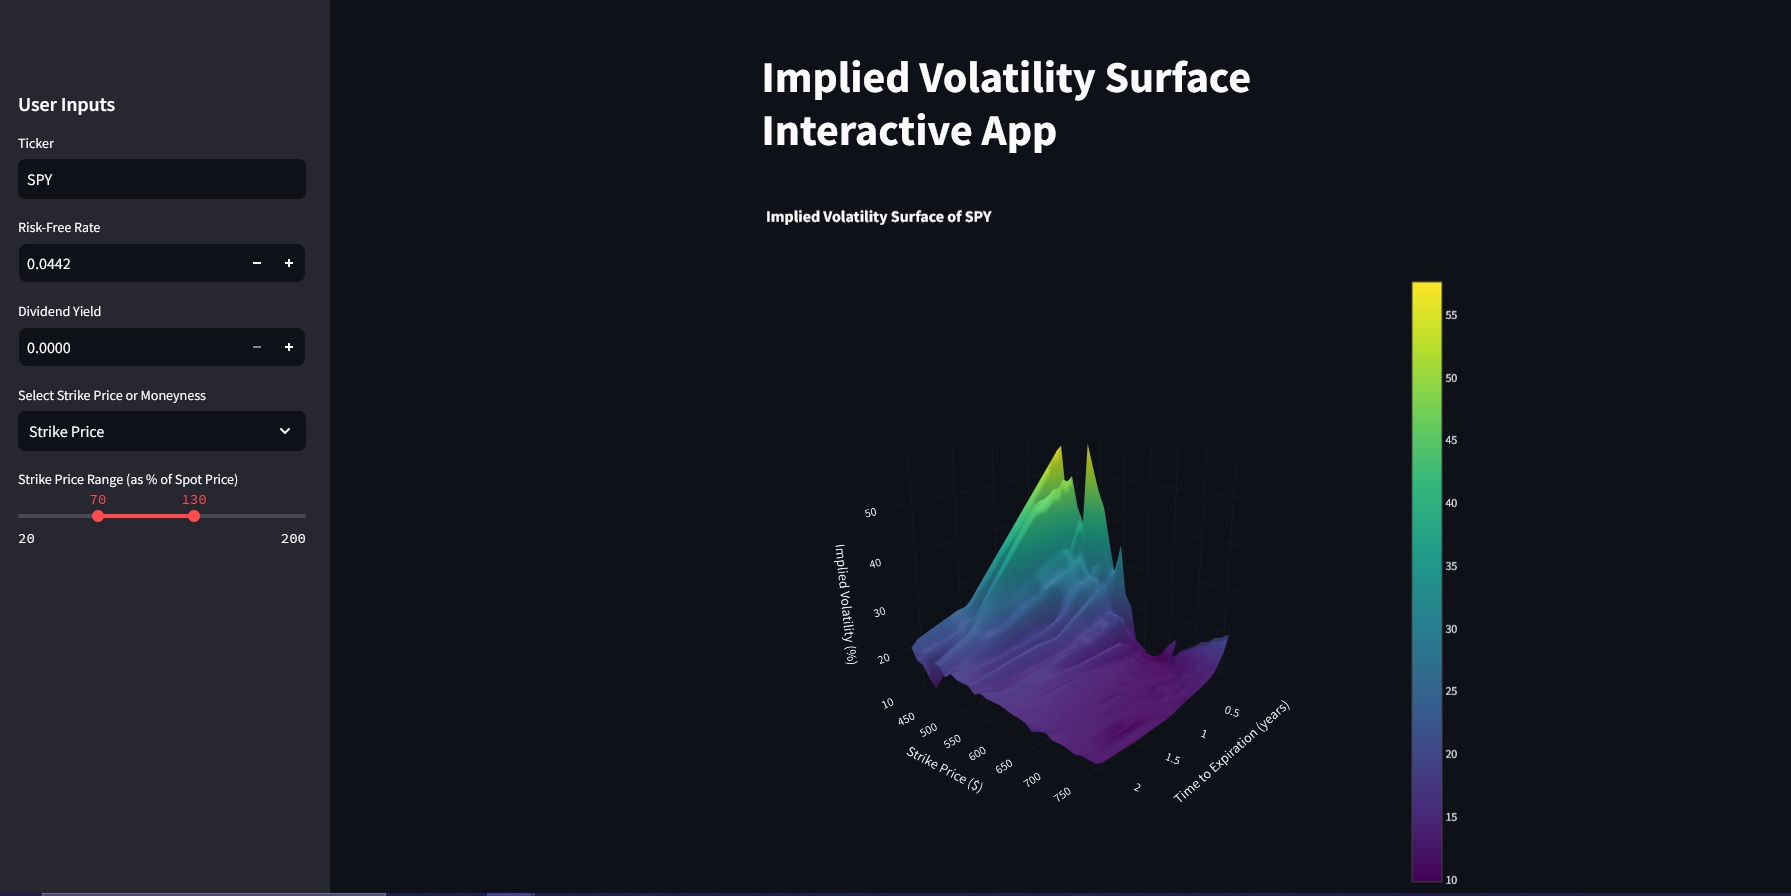 User Inputs
Ticker
SPY
Risk-Free Rate
0.0442
Dividend Yield
0.0000
Select Strike Price or Moneyness
Strike Price
Strike Price Range (as % of Spot Price)
70 130
20 200
Implied Volatility Surface
Interactive App
Implied Volatility Surface of SPY
50
40
30
20
10
Implied Volatility (%)
450
500
550
600
650
700
750
Strike Price ($)
0.5
1
1.5
2
Time to Expiration (years)
55
50
45
40
35
30
25
20
15
10